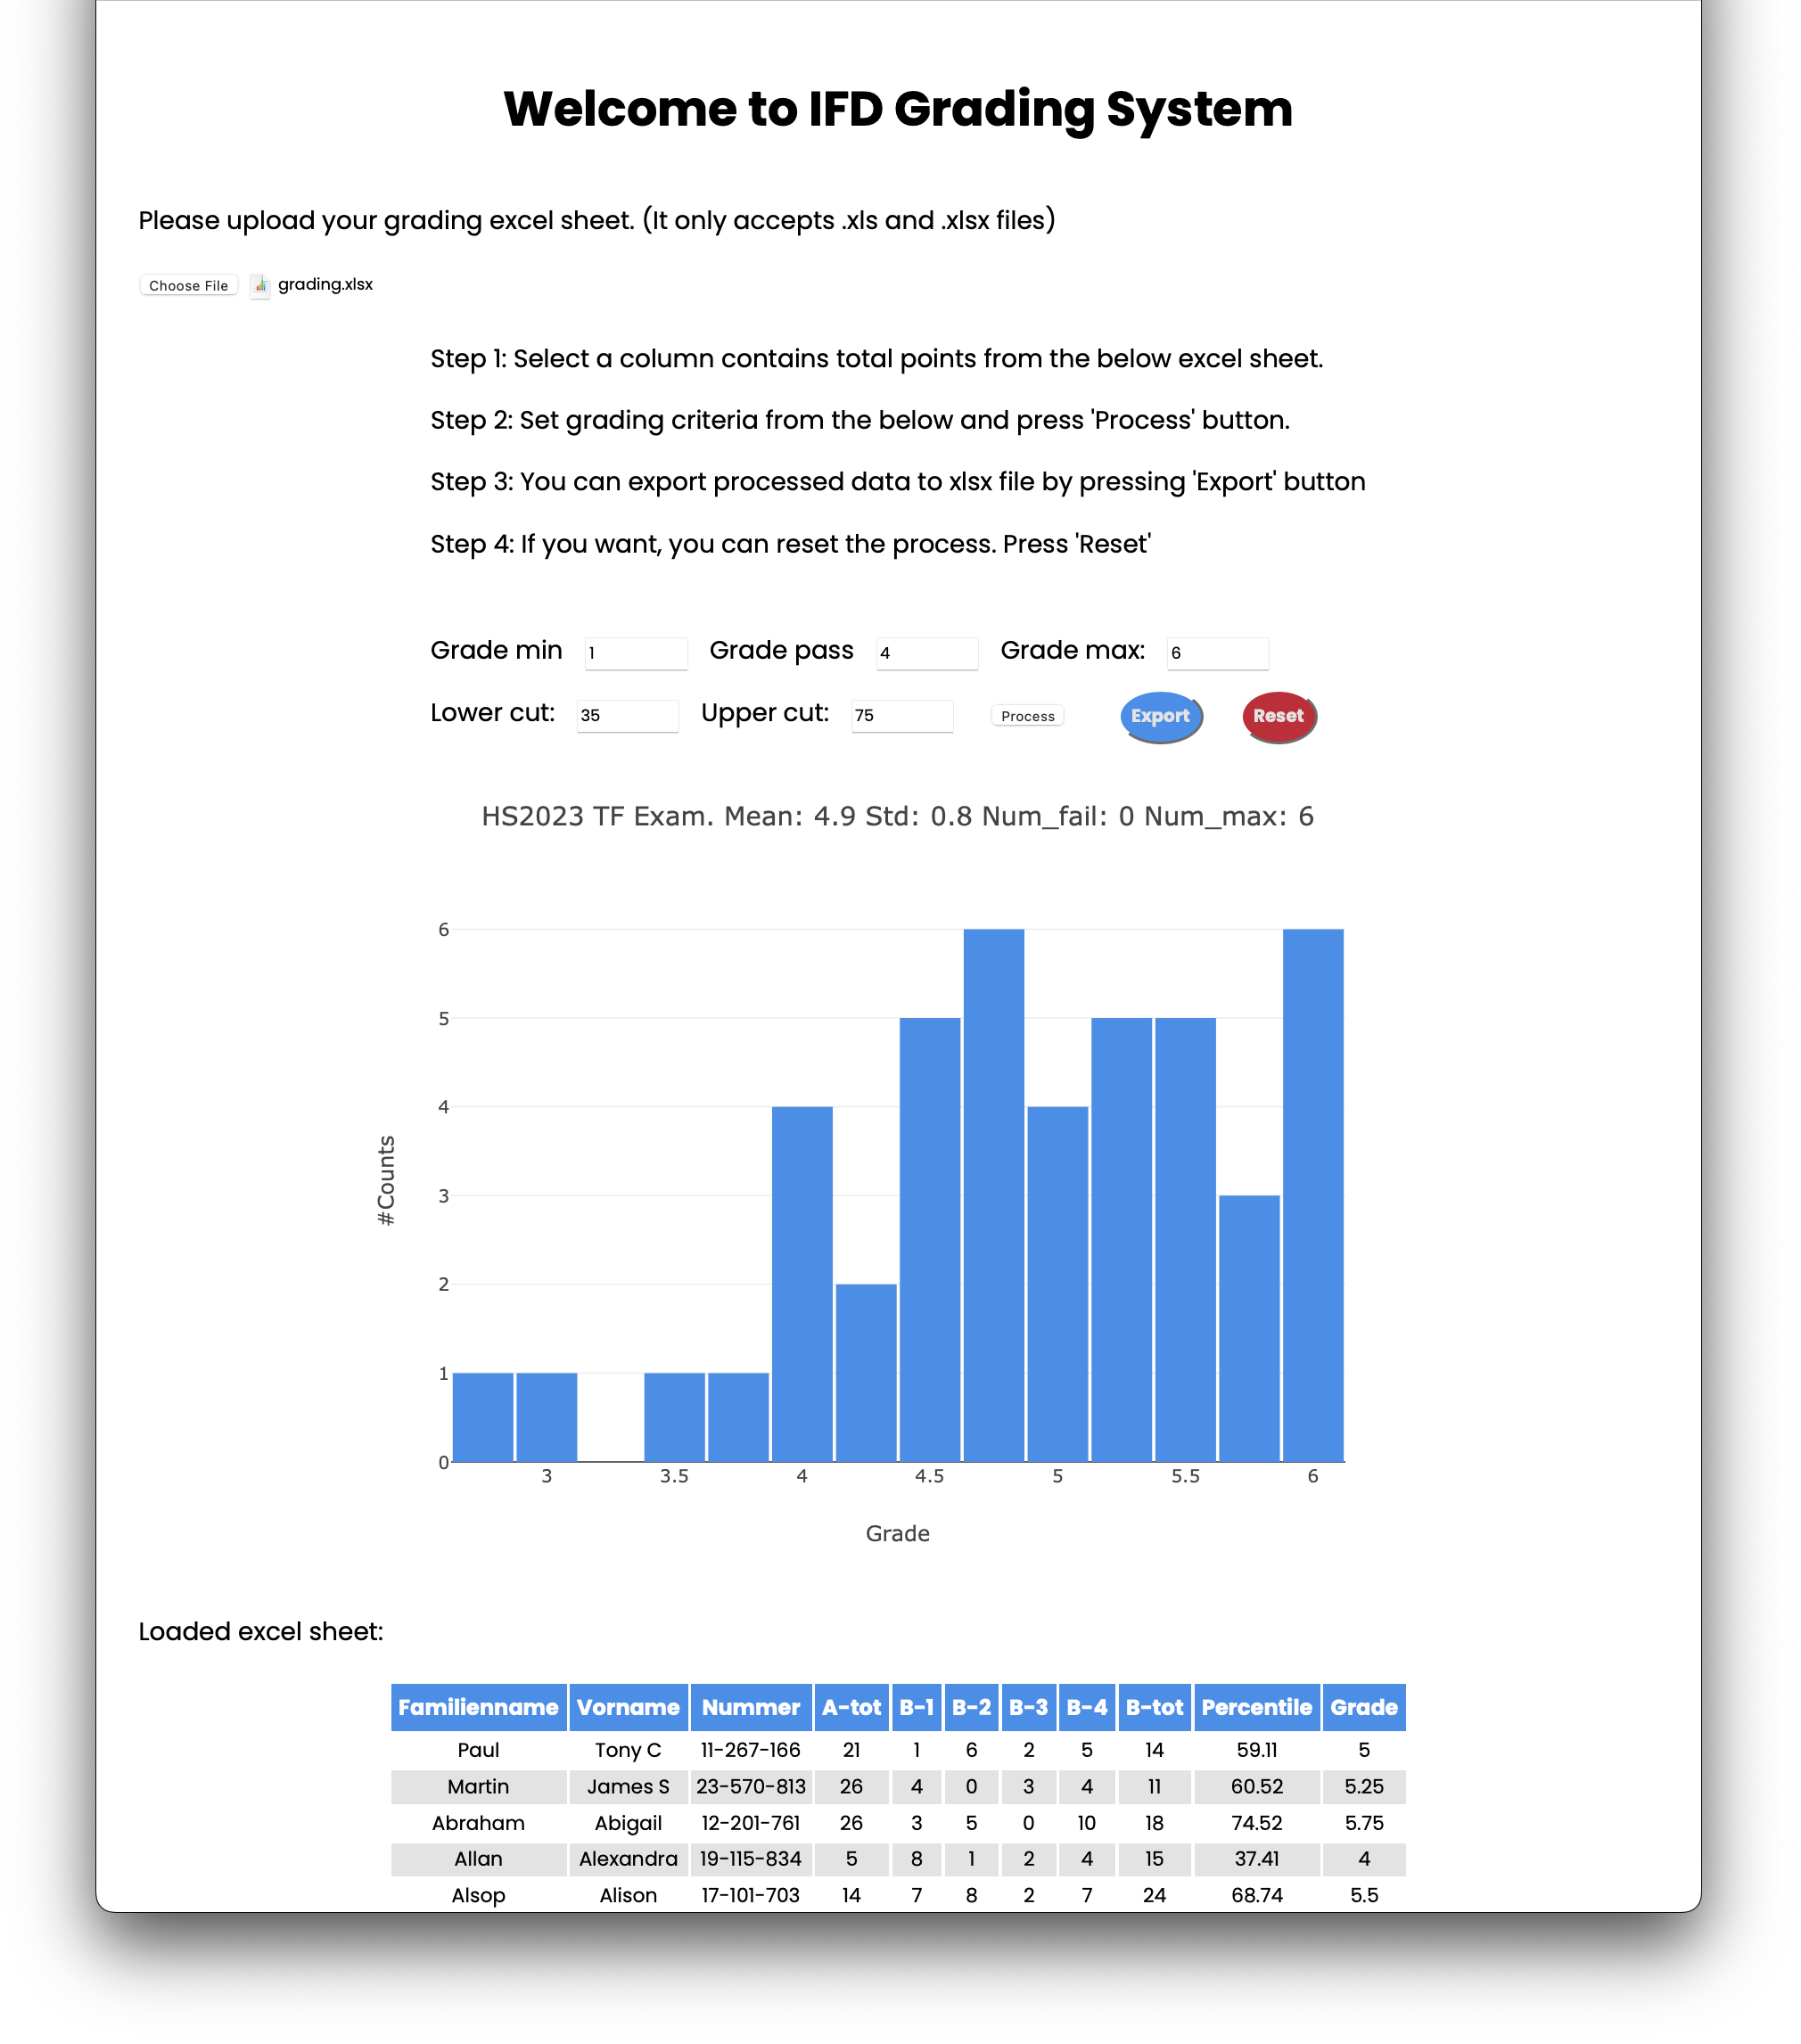 Welcome to IFD Grading System
Please upload your grading excel sheet. (It only accepts .xls and .xlsx files)
Choose File grading.xlsx
Step 1: Select a column contains total points from the below excel sheet.
Step 2: Set grading criteria from the below and press 'Process' button.
Step 3: You can export processed data to xlsx file by pressing 'Export' button
Step 4: If you want, you can reset the process. Press 'Reset'
Grade min 1 Grade pass 4 Grade max: 6
Lower cut: 35 Upper cut: 75 Process Export Reset
HS2023 TF Exam. Mean: 4.9 Std: 0.8 Num_fail: 0 Num_max: 6
6
5
4
3
2
1
0
#Counts
3 3.5 4 4.5 5 5.5 6
Grade
Loaded excel sheet:
Familienname Vorname Nummer A-tot B-1 B-2 B-3 B-4 B-tot Percentile Grade
Paul Tony C 11-267-166 21 1 6 2 5 14 59.11 5
Martin James S 23-570-813 26 4 0 3 4 11 60.52 5.25
Abraham Abigail 12-201-761 26 3 5 0 10 18 74.52 5.75
Allan Alexandra 19-115-834 5 8 1 2 4 15 37.41 4
Alsop Alison 17-101-703 14 7 8 2 7 24 68.74 5.5